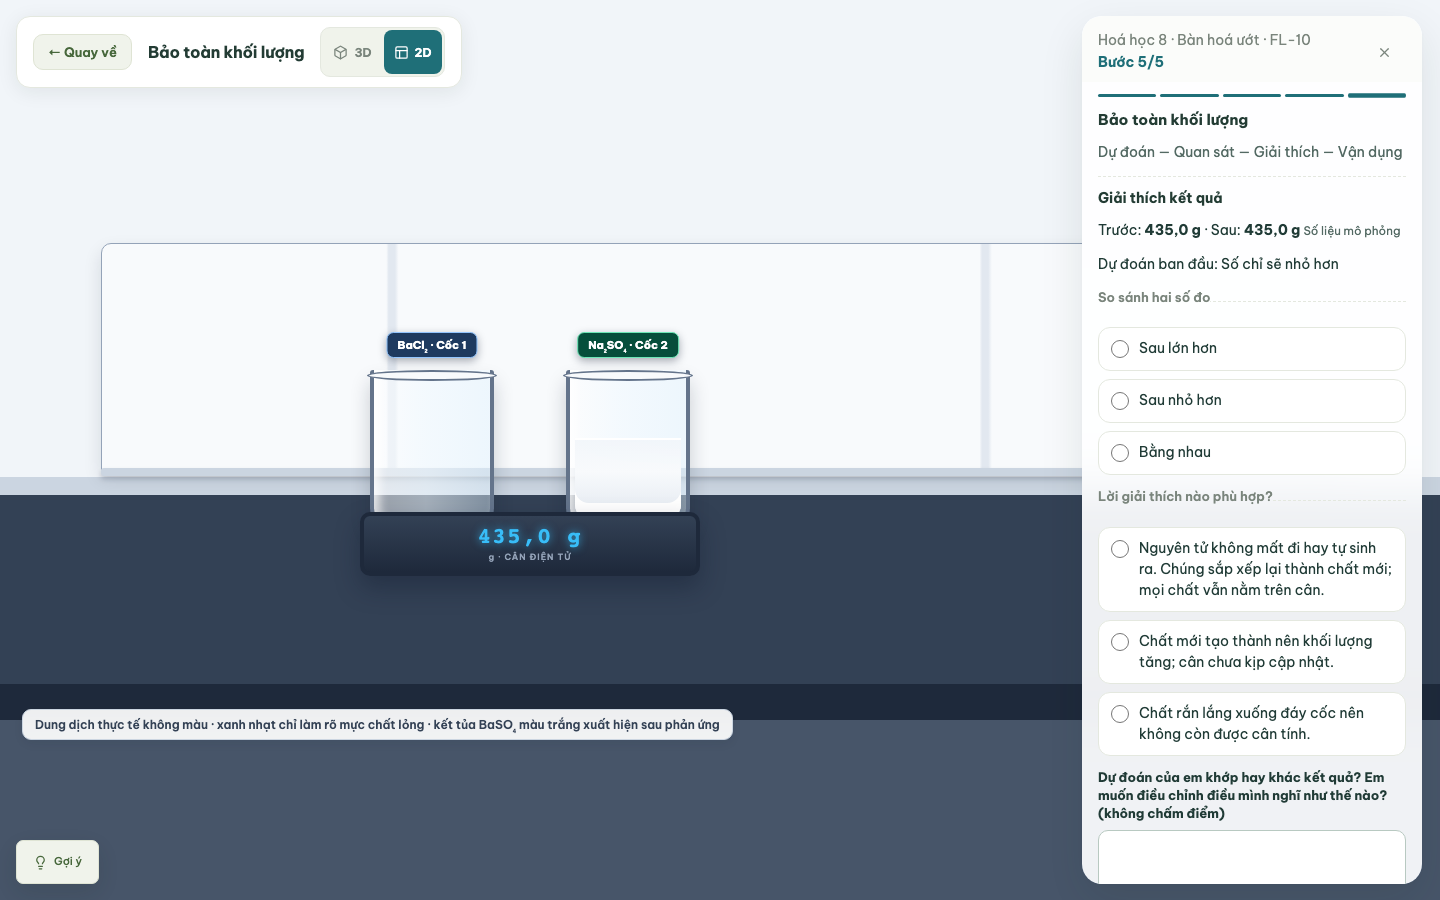 ← Quay về
Bảo toàn khối lượng
3D
2D
Hoá học 8 · Bàn hoá ướt · FL-10
Bước 5/5
×
Bảo toàn khối lượng
Dự đoán — Quan sát — Giải thích — Vận dụng
Giải thích kết quả
Trước: 435,0 g · Sau: 435,0 g Số liệu mô phỏng
Dự đoán ban đầu: Số chỉ sẽ nhỏ hơn
So sánh hai số đo
Sau lớn hơn
Sau nhỏ hơn
Bằng nhau
Lời giải thích nào phù hợp?
Nguyên tử không mất đi hay tự sinh
ra. Chúng sắp xếp lại thành chất mới;
mọi chất vẫn nằm trên cân.
Chất mới tạo thành nên khối lượng
tăng; cân chưa kịp cập nhật.
Chất rắn lắng xuống đáy cốc nên
không còn được cân tính.
Dự đoán của em khớp hay khác kết quả? Em
muốn điều chỉnh điều mình nghĩ như thế nào?
(không chấm điểm)
BaCl₂ · Cốc 1
Na₂SO₄ · Cốc 2
435,0 g
g · CÂN ĐIỆN TỬ
Dung dịch thực tế không màu · xanh nhạt chỉ làm rõ mực chất lỏng · kết tủa BaSO₄ màu trắng xuất hiện sau phản ứng
Gợi ý